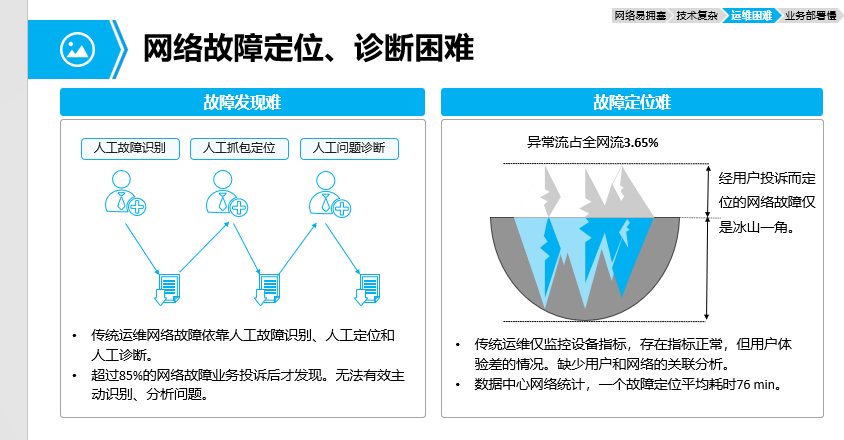 网络易拥塞 技术复杂 运维困难 业务部署慢
网络故障定位、诊断困难
故障发现难
人工故障识别 人工抓包定位 人工问题诊断
• 传统运维网络故障依靠人工故障识别、人工定位和
人工诊断。
• 超过85%的网络故障业务投诉后才发现。无法有效主
动识别、分析问题。
故障定位难
异常流占全网流3.65%
经用户投诉而定
位的网络故障仅
是冰山一角。
• 传统运维仅监控设备指标，存在指标正常，但用户体
验差的情况。缺少用户和网络的关联分析。
• 数据中心网络统计，一个故障定位平均耗时76 min。